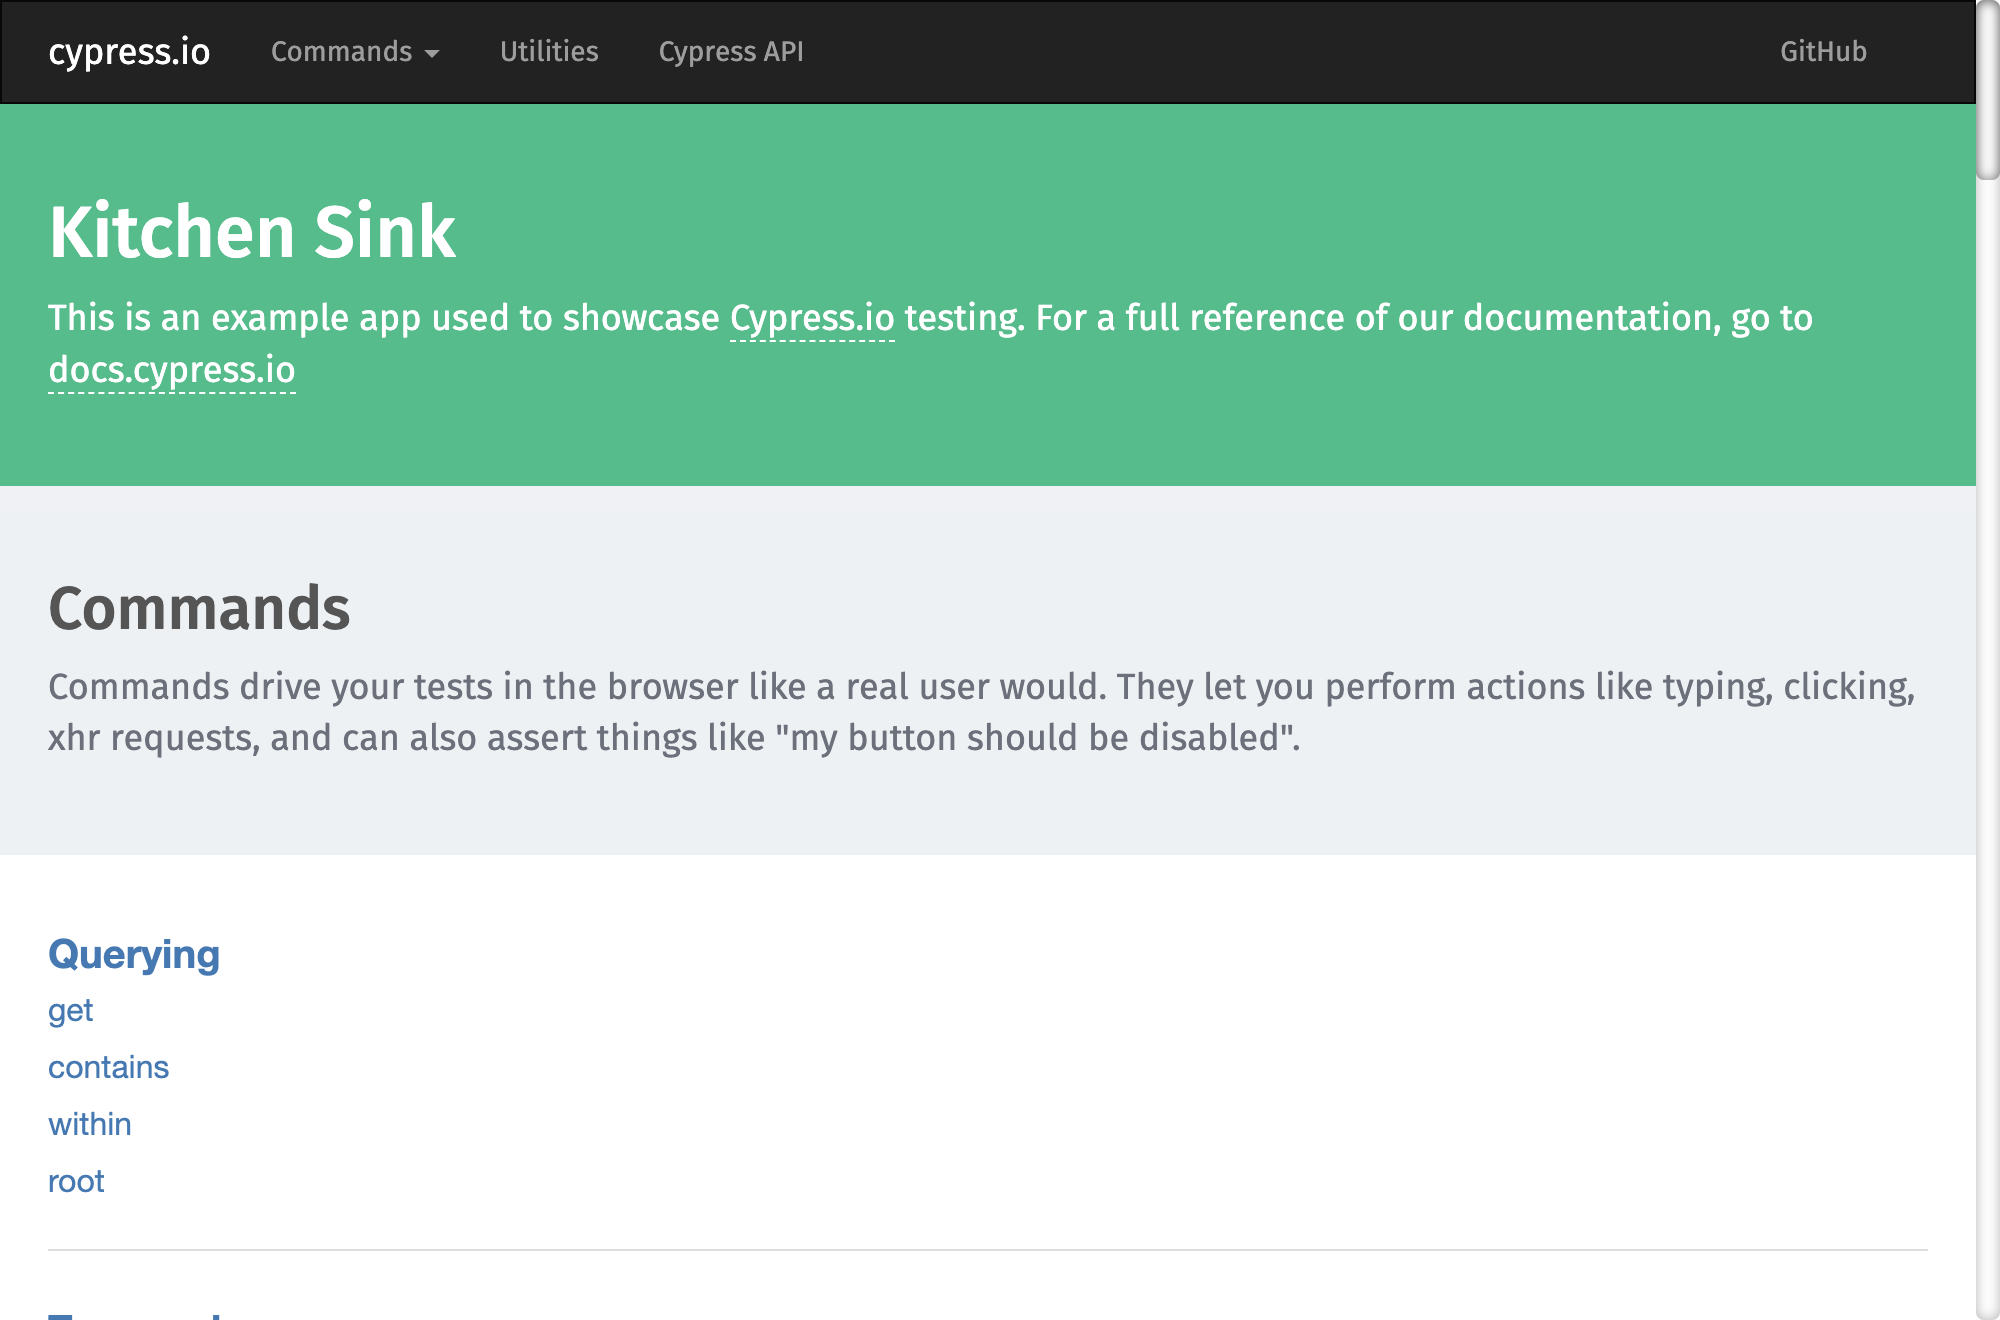 cypress.io Commands Utilities Cypress API GitHub
Kitchen Sink
This is an example app used to showcase Cypress.io testing. For a full reference of our documentation, go to
docs.cypress.io
Commands
Commands drive your tests in the browser like a real user would. They let you perform actions like typing, clicking,
xhr requests, and can also assert things like "my button should be disabled".
Querying
get
contains
within
root